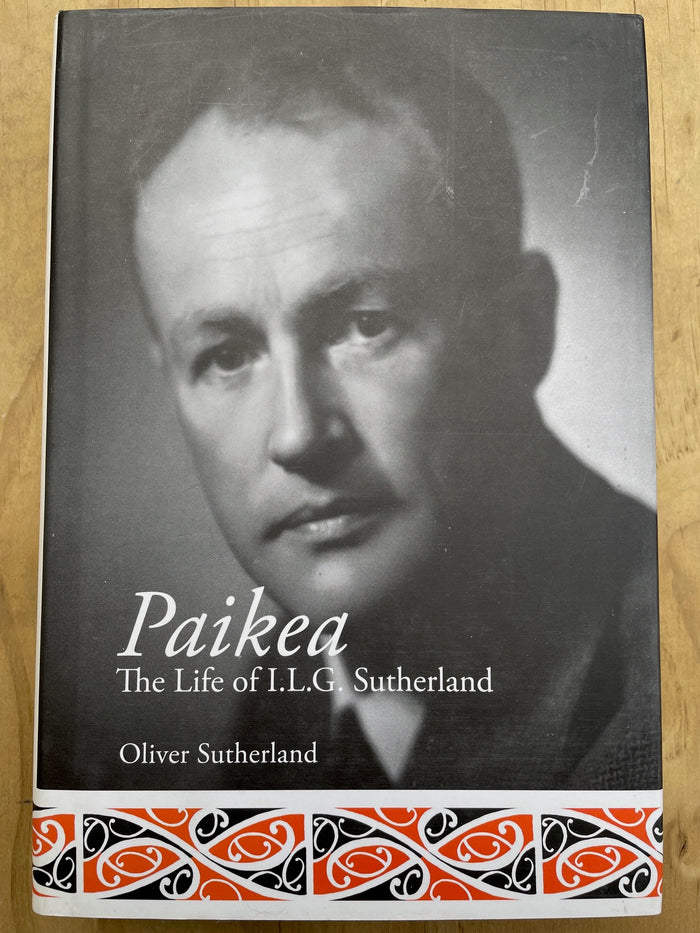 Paikea
The Life of I.L.G. Sutherland
Oliver Sutherland